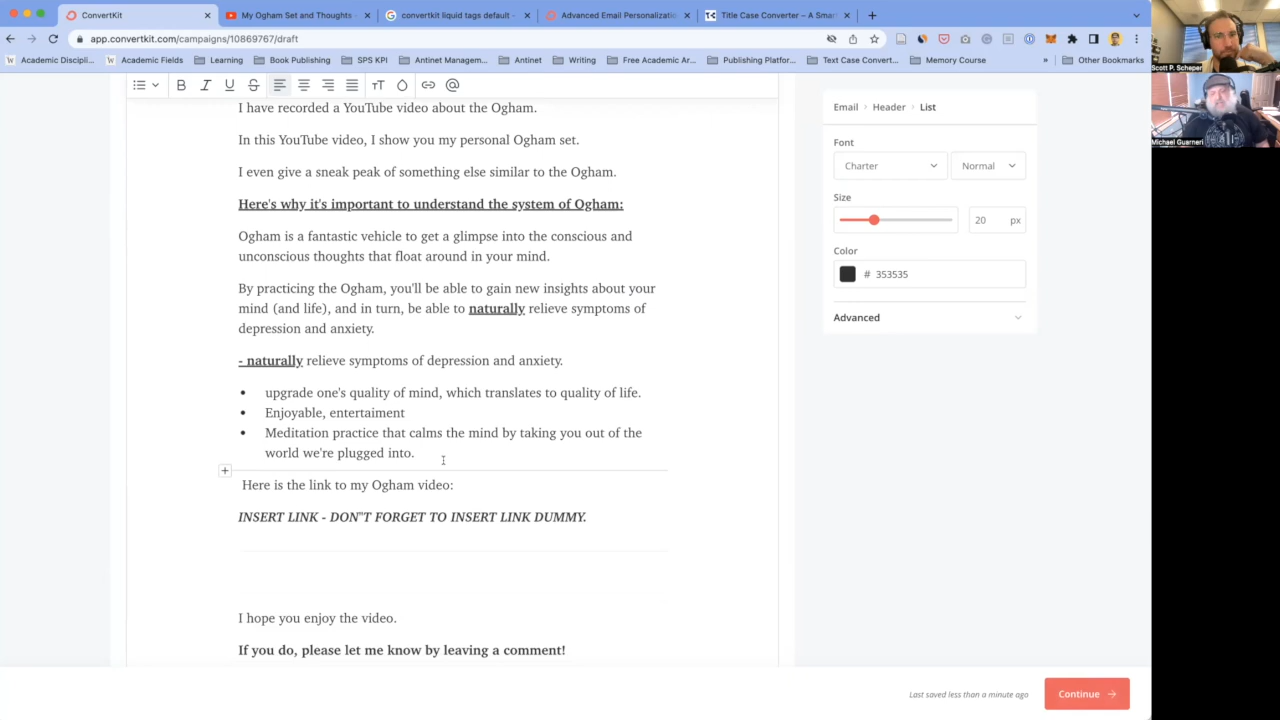 ConvertKit
My Ogham Set and Thoughts
convertkit liquid tags default -
Advanced Email Personalizatio
Title Case Converter – A Smar
app.convertkit.com/campaigns/10869767/draft
Academic Discipli...
Academic Fields
Learning
Book Publishing
SPS KPI
Antinet Managem...
Antinet
Writing
Free Academic Ar...
Publishing Platfor...
Text Case Convert...
Memory Course
»
Other Bookmarks
Scott P. Scheper
Michael Guarneri
B I U S
I have recorded a YouTube video about the Ogham.
In this YouTube video, I show you my personal Ogham set.
I even give a sneak peak of something else similar to the Ogham.
Here's why it's important to understand the system of Ogham:
Ogham is a fantastic vehicle to get a glimpse into the conscious and
unconscious thoughts that float around in your mind.
By practicing the Ogham, you'll be able to gain new insights about your
mind (and life), and in turn, be able to naturally relieve symptoms of
depression and anxiety.
- naturally relieve symptoms of depression and anxiety.
• upgrade one's quality of mind, which translates to quality of life.
• Enjoyable, entertaiment
• Meditation practice that calms the mind by taking you out of the
world we're plugged into.
Here is the link to my Ogham video:
INSERT LINK - DON"T FORGET TO INSERT LINK DUMMY.
I hope you enjoy the video.
If you do, please let me know by leaving a comment!
Email > Header > List
Font
Charter
Normal
Size
20 px
Color
# 353535
Advanced
Last saved less than a minute ago
Continue →